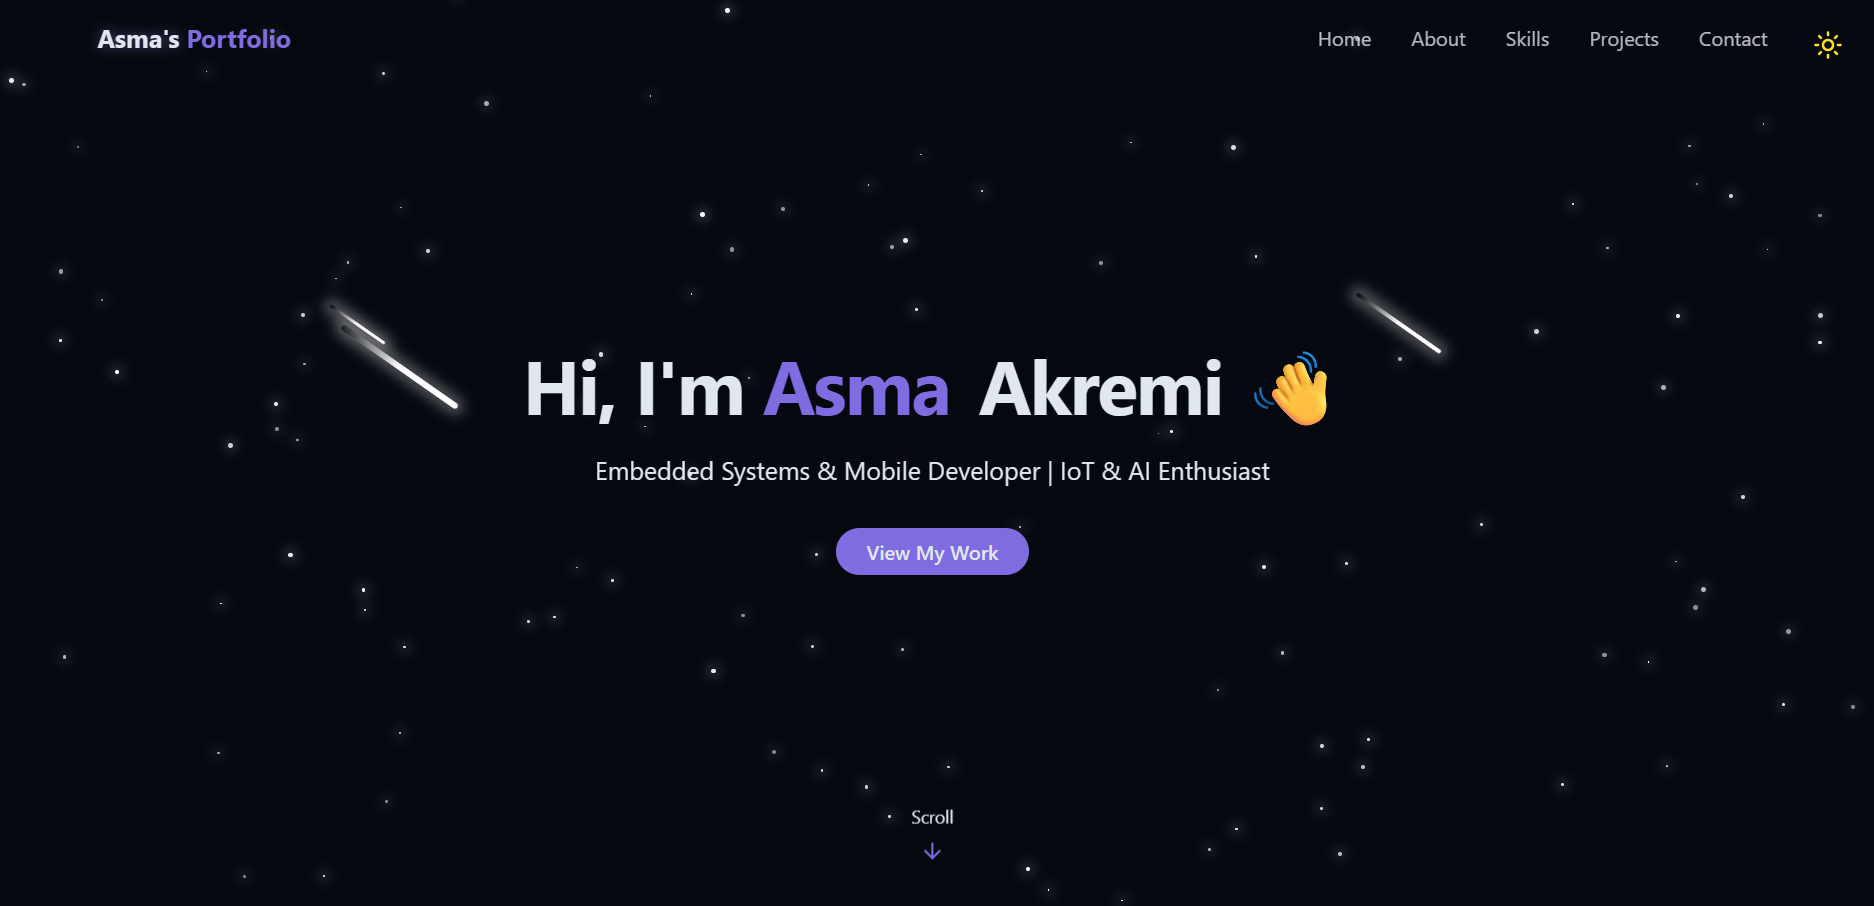 Asma's Portfolio
Home About Skills Projects Contact
Hi, I'm Asma Akremi 👋
Embedded Systems & Mobile Developer | IoT & AI Enthusiast
View My Work
Scroll